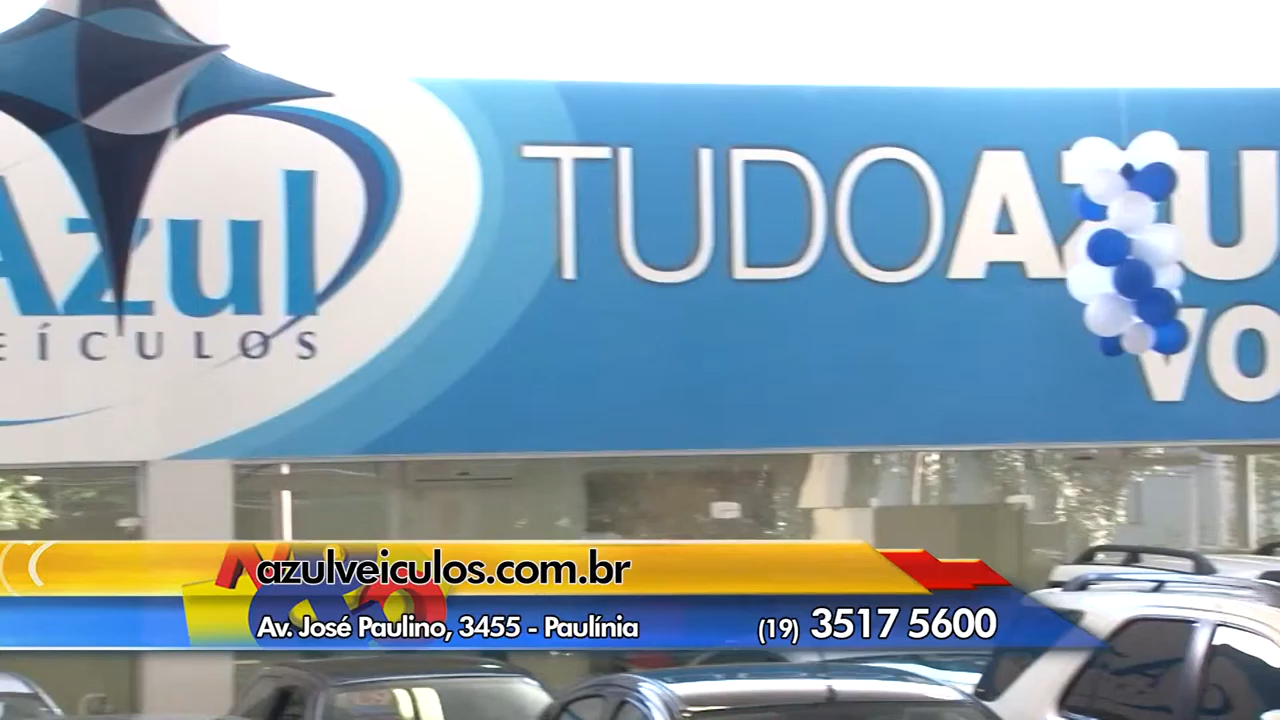 Azul
EÍCULOS
TUDOAZU
VO
azulveiculos.com.br
Av. José Paulino, 3455 - Paulínia
(19) 3517 5600